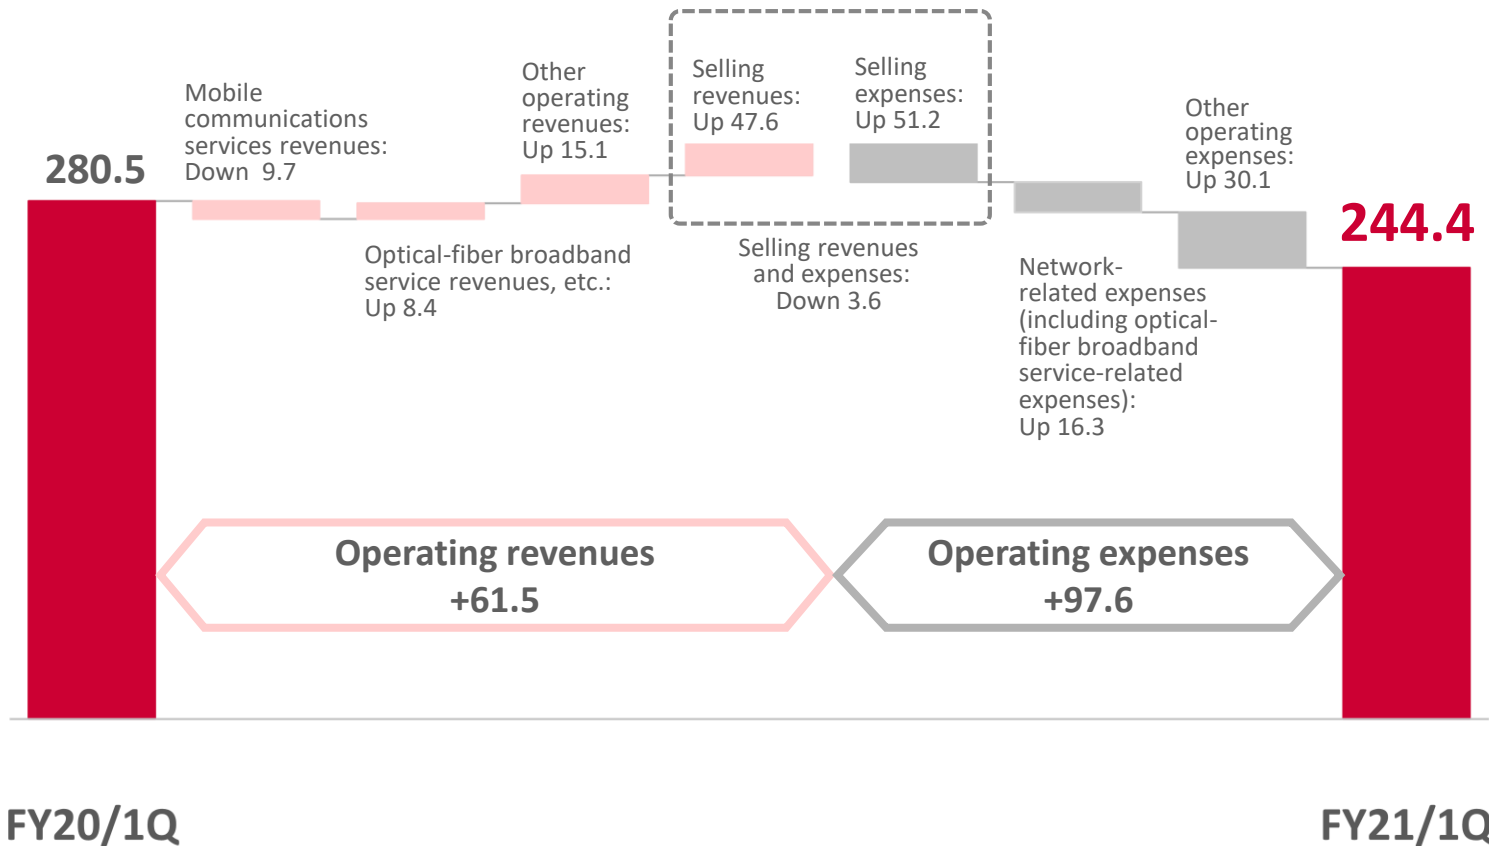 280.5
Mobile
communications
services revenues:
Down  9.7
Optical-fiber broadband
service revenues, etc.:
Up 8.4
Other
operating
revenues:
Up 15.1
Selling
revenues:
Up 47.6
Selling
expenses:
Up 51.2
Selling revenues
and expenses:
Down 3.6
Network-
related expenses
(including optical-
fiber broadband
service-related
expenses):
Up 16.3
Other
operating
expenses:
Up 30.1
244.4
Operating revenues
+61.5
Operating expenses
+97.6
FY20/1Q
FY21/1Q